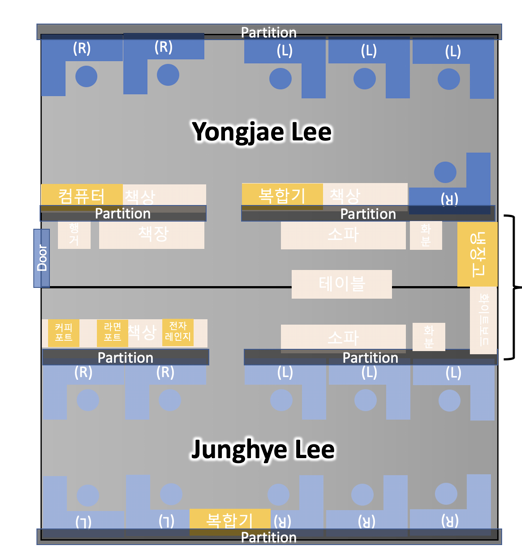 Partition
(R) (R) (L) (L) (L)
Yongjae Lee
컴퓨터 책상 복합기 책상
(R)
Partition Partition
Door
행거 책장 소파 화분 냉장고
테이블
화이트보드
커피포트 라면포트 책상 전자레인지
소파 화분
Partition Partition
(R) (R) (L) (L) (L)
Junghye Lee
(L) (L) 복합기 (R) (R) (R)
Partition